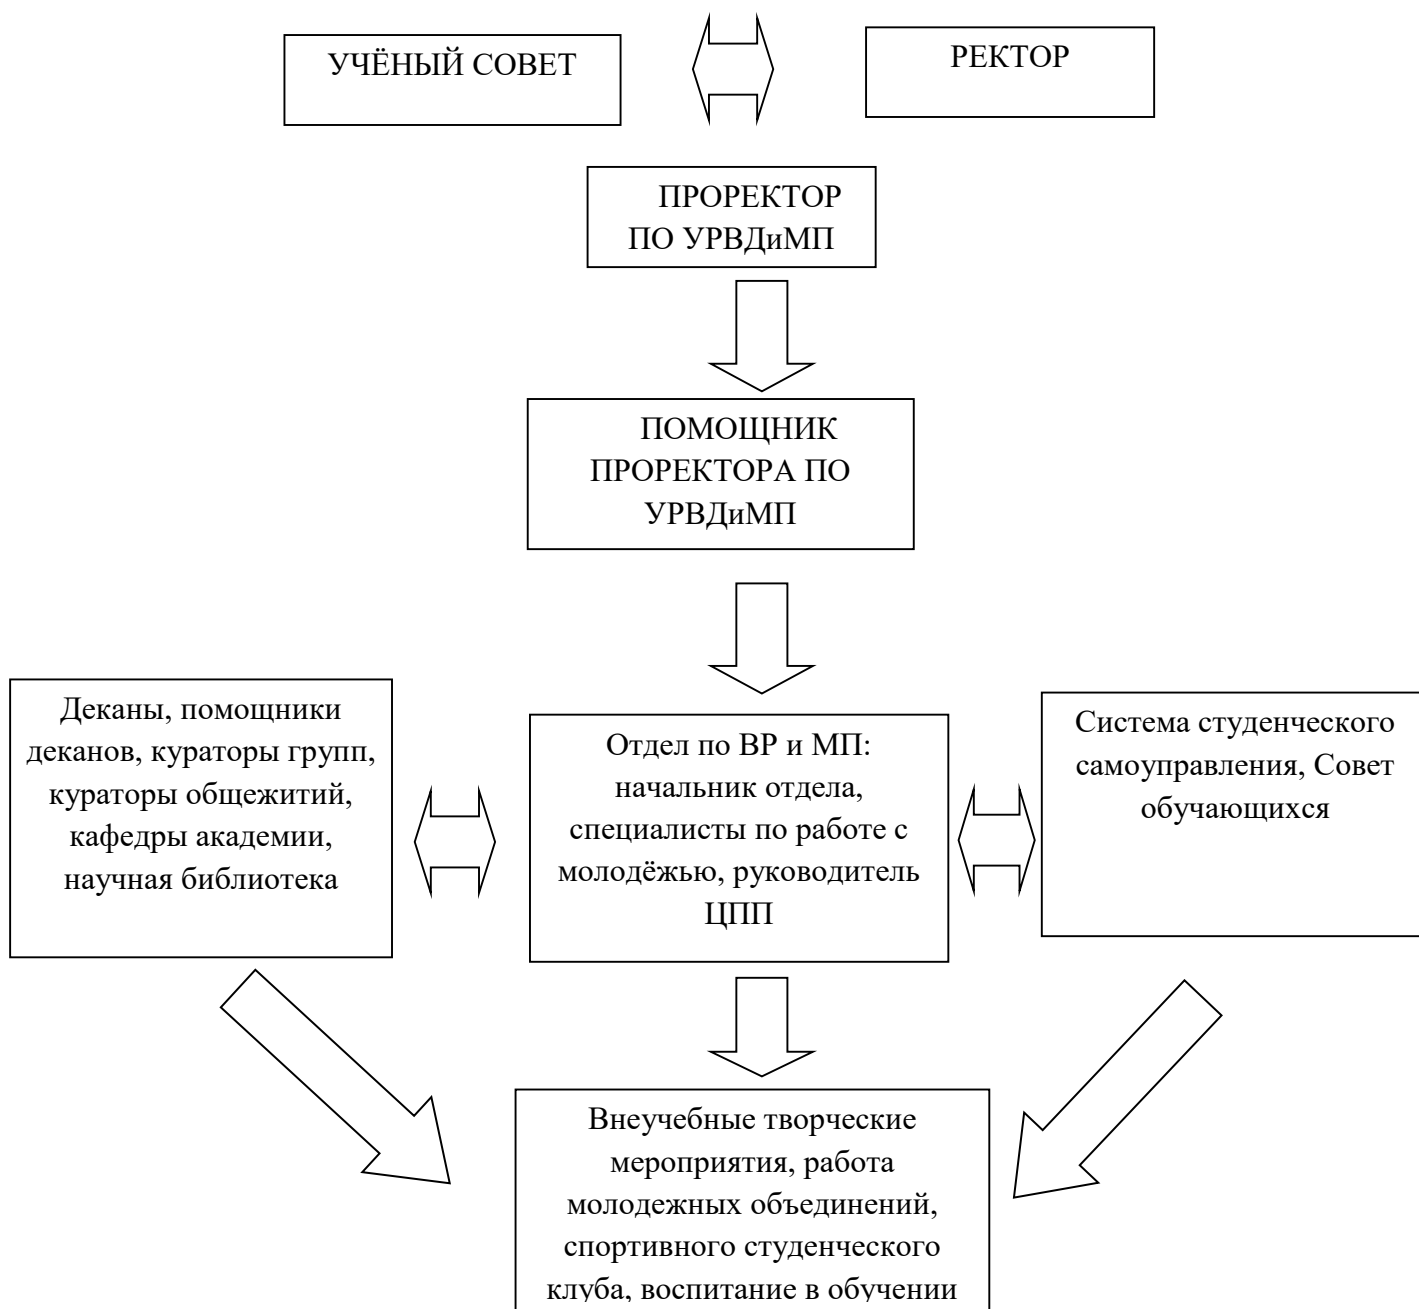 УЧЁНЫЙ СОВЕТ
РЕКТОР
ПРОРЕКТОР
ПО УРВДиМП
ПОМОЩНИК
ПРОРЕКТОРА ПО
УРВДиМП
Деканы, помощники
деканов, кураторы групп,
кураторы общежитий,
кафедры академии,
научная библиотека
Отдел по ВР и МП:
начальник отдела,
специалисты по работе с
молодёжью, руководитель
ЦПП
Система студенческого
самоуправления, Совет
обучающихся
Внеучебные творческие
мероприятия, работа
молодежных объединений,
спортивного студенческого
клуба, воспитание в обучении